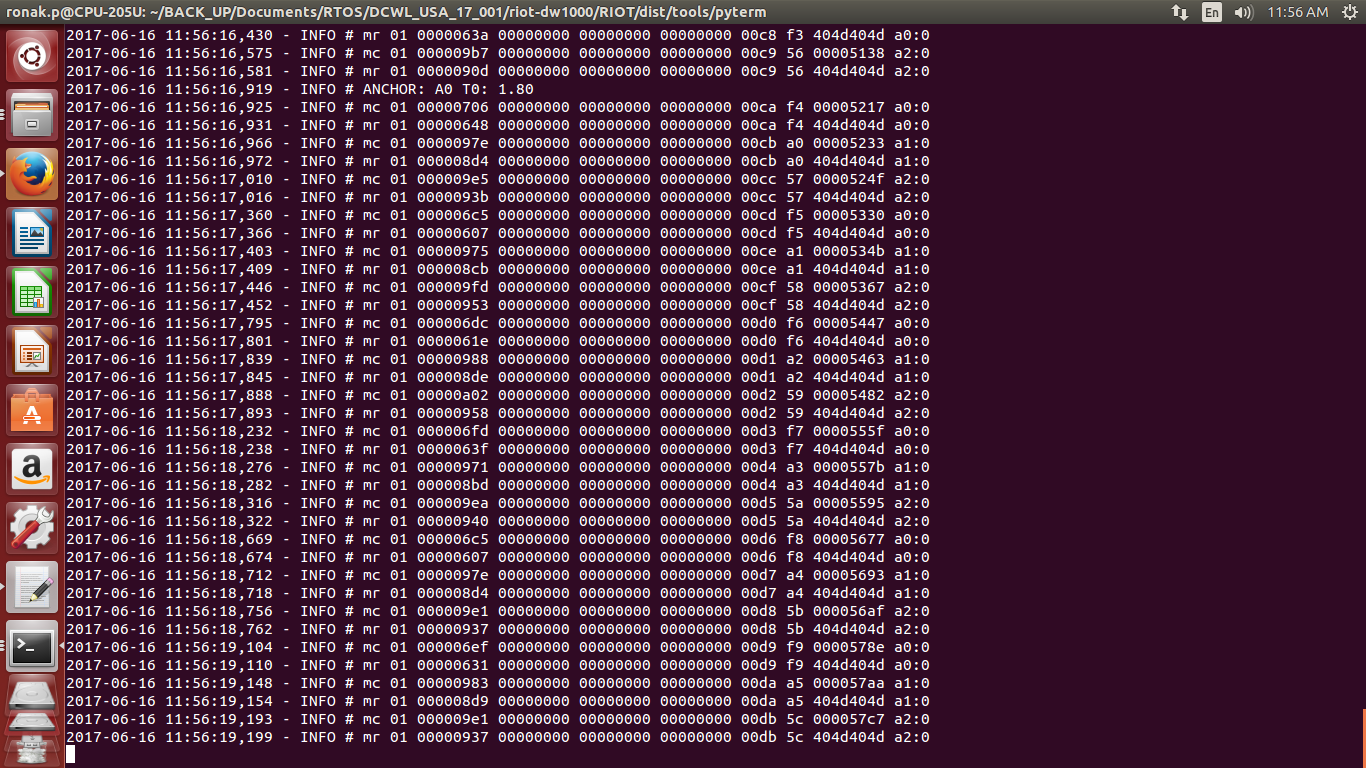 ronak.p@CPU-205U: ~/BACK_UP/Documents/RTOS/DCWL_USA_17_001/riot-dw1000/RIOT/dist/tools/pyterm
En
11:56 AM
2017-06-16 11:56:16,430 - INFO # mr 01 0000063a 00000000 00000000 00000000 00c8 f3 404d404d a0:0
2017-06-16 11:56:16,575 - INFO # mc 01 000009b7 00000000 00000000 00000000 00c9 56 00005138 a2:0
2017-06-16 11:56:16,581 - INFO # mr 01 0000090d 00000000 00000000 00000000 00c9 56 404d404d a2:0
2017-06-16 11:56:16,919 - INFO # ANCHOR: A0 T0: 1.80
2017-06-16 11:56:16,925 - INFO # mc 01 00000706 00000000 00000000 00000000 00ca f4 00005217 a0:0
2017-06-16 11:56:16,931 - INFO # mr 01 00000648 00000000 00000000 00000000 00ca f4 404d404d a0:0
2017-06-16 11:56:16,966 - INFO # mc 01 0000097e 00000000 00000000 00000000 00cb a0 00005233 a1:0
2017-06-16 11:56:16,972 - INFO # mr 01 000008d4 00000000 00000000 00000000 00cb a0 404d404d a1:0
2017-06-16 11:56:17,010 - INFO # mc 01 000009e5 00000000 00000000 00000000 00cc 57 0000524f a2:0
2017-06-16 11:56:17,016 - INFO # mr 01 0000093b 00000000 00000000 00000000 00cc 57 404d404d a2:0
2017-06-16 11:56:17,360 - INFO # mc 01 000006c5 00000000 00000000 00000000 00cd f5 00005330 a0:0
2017-06-16 11:56:17,366 - INFO # mr 01 00000607 00000000 00000000 00000000 00cd f5 404d404d a0:0
2017-06-16 11:56:17,403 - INFO # mc 01 00000975 00000000 00000000 00000000 00ce a1 0000534b a1:0
2017-06-16 11:56:17,409 - INFO # mr 01 000008cb 00000000 00000000 00000000 00ce a1 404d404d a1:0
2017-06-16 11:56:17,446 - INFO # mc 01 000009fd 00000000 00000000 00000000 00cf 58 00005367 a2:0
2017-06-16 11:56:17,452 - INFO # mr 01 00000953 00000000 00000000 00000000 00cf 58 404d404d a2:0
2017-06-16 11:56:17,795 - INFO # mc 01 000006dc 00000000 00000000 00000000 00d0 f6 00005447 a0:0
2017-06-16 11:56:17,801 - INFO # mr 01 0000061e 00000000 00000000 00000000 00d0 f6 404d404d a0:0
2017-06-16 11:56:17,839 - INFO # mc 01 00000988 00000000 00000000 00000000 00d1 a2 00005463 a1:0
2017-06-16 11:56:17,845 - INFO # mr 01 000008de 00000000 00000000 00000000 00d1 a2 404d404d a1:0
2017-06-16 11:56:17,888 - INFO # mc 01 00000a02 00000000 00000000 00000000 00d2 59 00005482 a2:0
2017-06-16 11:56:17,893 - INFO # mr 01 00000958 00000000 00000000 00000000 00d2 59 404d404d a2:0
2017-06-16 11:56:18,232 - INFO # mc 01 000006fd 00000000 00000000 00000000 00d3 f7 0000555f a0:0
2017-06-16 11:56:18,238 - INFO # mr 01 0000063f 00000000 00000000 00000000 00d3 f7 404d404d a0:0
2017-06-16 11:56:18,276 - INFO # mc 01 00000971 00000000 00000000 00000000 00d4 a3 0000557b a1:0
2017-06-16 11:56:18,282 - INFO # mr 01 000008bd 00000000 00000000 00000000 00d4 a3 404d404d a1:0
2017-06-16 11:56:18,316 - INFO # mc 01 000009ea 00000000 00000000 00000000 00d5 5a 00005595 a2:0
2017-06-16 11:56:18,322 - INFO # mr 01 00000940 00000000 00000000 00000000 00d5 5a 404d404d a2:0
2017-06-16 11:56:18,669 - INFO # mc 01 000006c5 00000000 00000000 00000000 00d6 f8 00005677 a0:0
2017-06-16 11:56:18,674 - INFO # mr 01 00000607 00000000 00000000 00000000 00d6 f8 404d404d a0:0
2017-06-16 11:56:18,712 - INFO # mc 01 0000097e 00000000 00000000 00000000 00d7 a4 00005693 a1:0
2017-06-16 11:56:18,718 - INFO # mr 01 000008d4 00000000 00000000 00000000 00d7 a4 404d404d a1:0
2017-06-16 11:56:18,756 - INFO # mc 01 000009e1 00000000 00000000 00000000 00d8 5b 000056af a2:0
2017-06-16 11:56:18,762 - INFO # mr 01 00000937 00000000 00000000 00000000 00d8 5b 404d404d a2:0
2017-06-16 11:56:19,104 - INFO # mc 01 000006ef 00000000 00000000 00000000 00d9 f9 0000578e a0:0
2017-06-16 11:56:19,110 - INFO # mr 01 00000631 00000000 00000000 00000000 00d9 f9 404d404d a0:0
2017-06-16 11:56:19,148 - INFO # mc 01 00000983 00000000 00000000 00000000 00da a5 000057aa a1:0
2017-06-16 11:56:19,154 - INFO # mr 01 000008d9 00000000 00000000 00000000 00da a5 404d404d a1:0
2017-06-16 11:56:19,193 - INFO # mc 01 000009e1 00000000 00000000 00000000 00db 5c 000057c7 a2:0
2017-06-16 11:56:19,199 - INFO # mr 01 00000937 00000000 00000000 00000000 00db 5c 404d404d a2:0